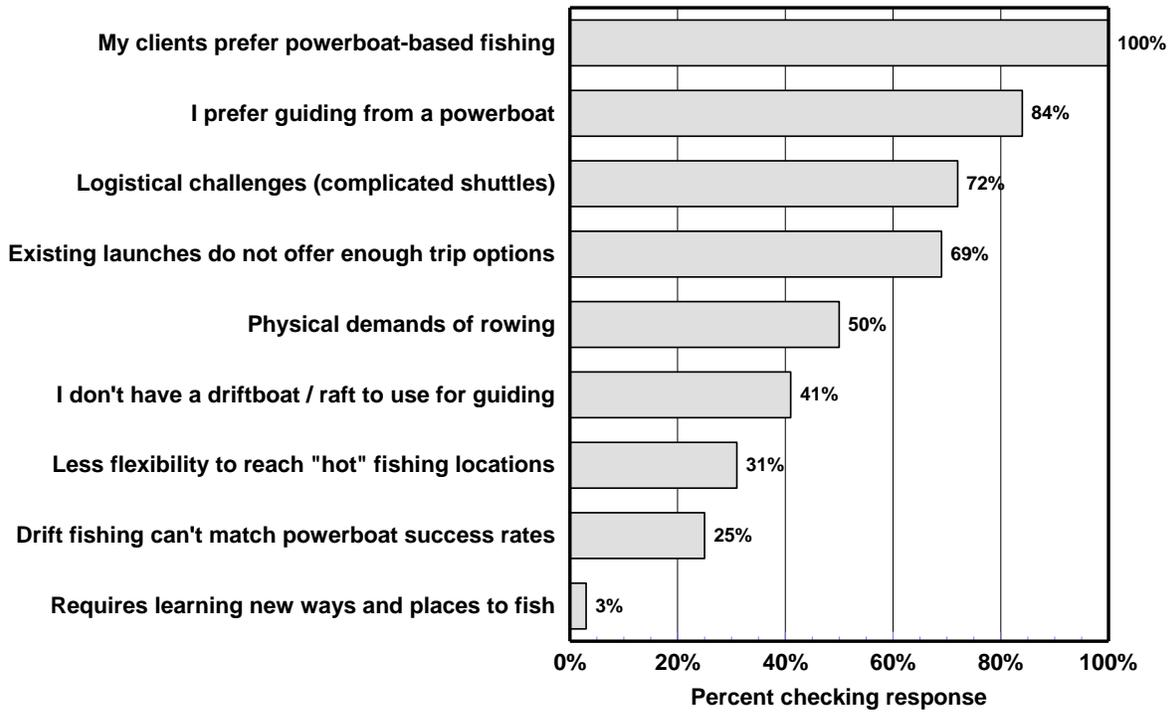 My clients prefer powerboat-based fishing 100%
I prefer guiding from a powerboat 84%
Logistical challenges (complicated shuttles) 72%
Existing launches do not offer enough trip options 69%
Physical demands of rowing 50%
I don't have a driftboat / raft to use for guiding 41%
Less flexibility to reach "hot" fishing locations 31%
Drift fishing can't match powerboat success rates 25%
Requires learning new ways and places to fish 3%
0% 20% 40% 60% 80% 100%
Percent checking response